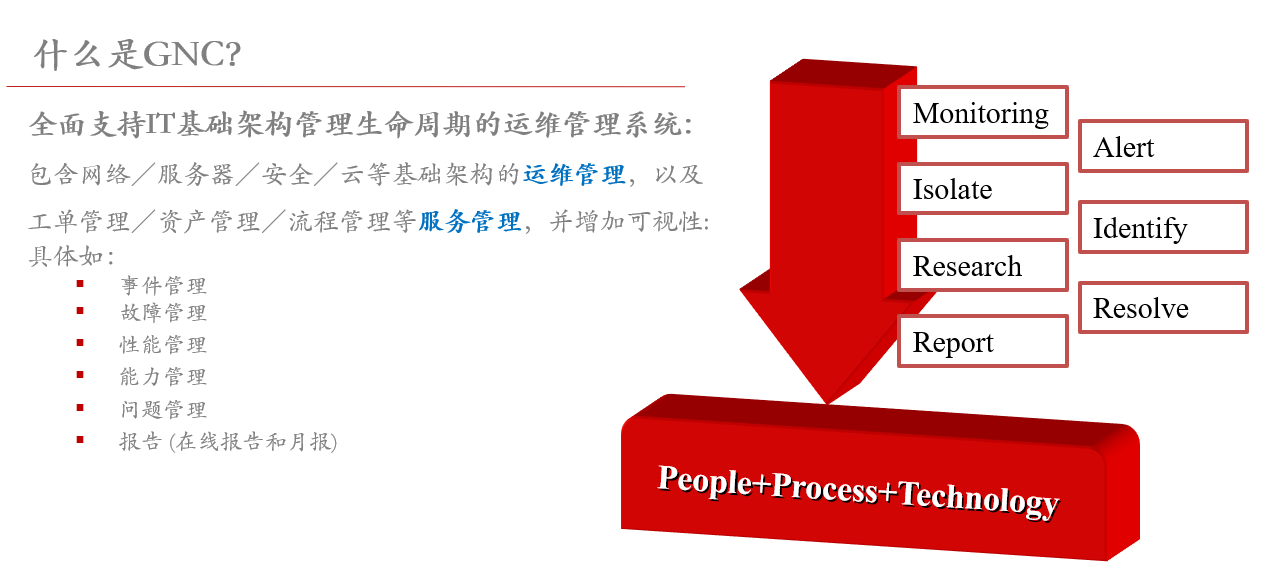 什么是GNC?
全面支持IT基础架构管理生命周期的运维管理系统:
包含网络／服务器／安全／云等基础架构的运维管理，以及
工单管理／资产管理／流程管理等服务管理，并增加可视性:
具体如：
事件管理
故障管理
性能管理
能力管理
问题管理
报告 (在线报告和月报)
Monitoring
Alert
Isolate
Identify
Research
Resolve
Report
People+Process+Technology